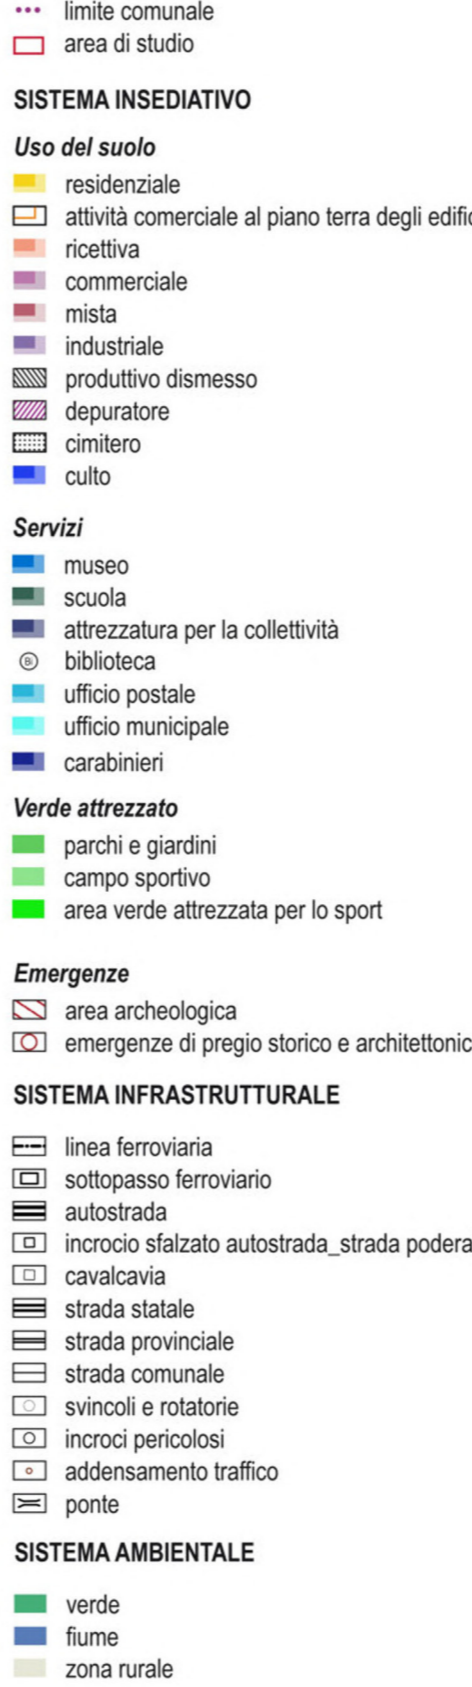 limite comunale
area di studio
SISTEMA INSEDIATIVO
Uso del suolo
residenziale
attività comerciale al piano terra degli edific
ricettiva
commerciale
mista
industriale
produttivo dismesso
depuratore
cimitero
culto
Servizi
museo
scuola
attrezzatura per la collettività
Bi biblioteca
ufficio postale
ufficio municipale
carabinieri
Verde attrezzato
parchi e giardini
campo sportivo
area verde attrezzata per lo sport
Emergenze
area archeologica
emergenze di pregio storico e architettonic
SISTEMA INFRASTRUTTURALE
linea ferroviaria
sottopasso ferroviario
autostrada
incrocio sfalzato autostrada_strada podera
cavalcavia
strada statale
strada provinciale
strada comunale
svincoli e rotatorie
incroci pericolosi
addensamento traffico
ponte
SISTEMA AMBIENTALE
verde
fiume
zona rurale